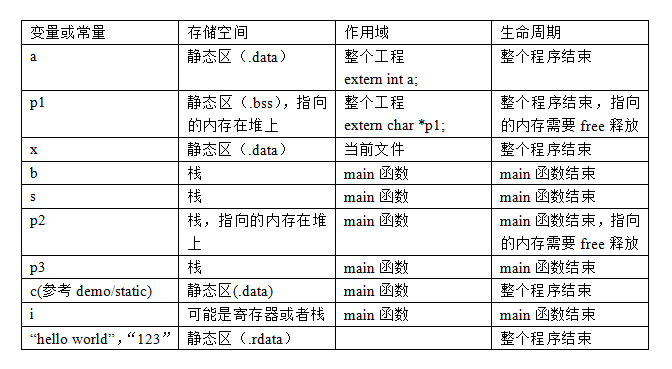 变量或常量 存储空间 作用域 生命周期
a 静态区（.data） 整个工程 整个程序结束
extern int a;
p1 静态区（.bss），指向 整个工程 整个程序结束，指向
的内存在堆上 extern char *p1; 的内存需要 free 释放
x 静态区（.data） 当前文件 整个程序结束
b 栈 main 函数 main 函数结束
s 栈 main 函数 main 函数结束
p2 栈，指向的内存在堆 main 函数 main 函数结束，指向
上 的内存需要 free 释放
p3 栈 main 函数 main 函数结束
c(参考 demo/static) 静态区(.data) main 函数 整个程序结束
i 可能是寄存器或者栈 main 函数 main 函数结束
“hello world”，“123” 静态区（.rdata） 整个程序结束